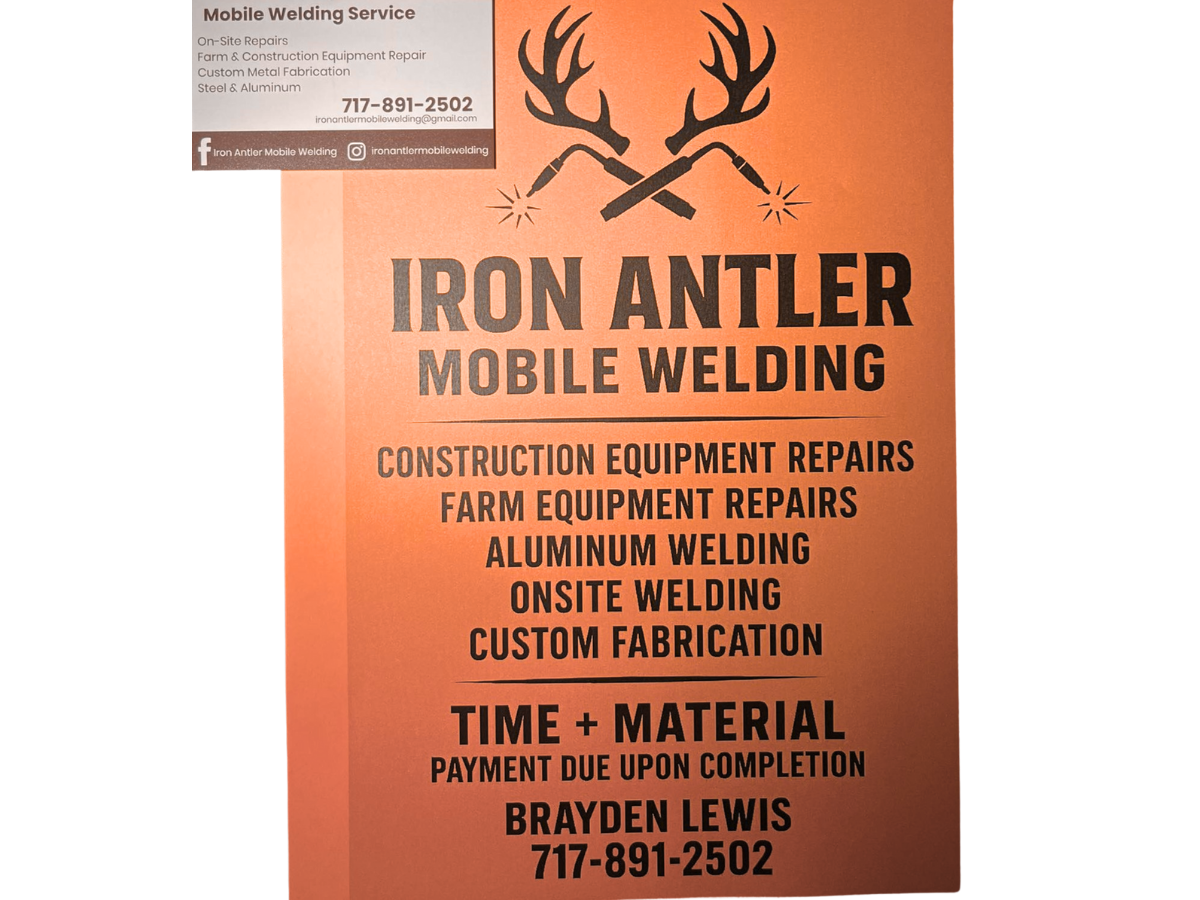 Mobile Welding Service
On-Site Repairs
Farm & Construction Equipment Repair
Custom Metal Fabrication
Steel & Aluminum
717-891-2502
ironantlermobilewelding@gmail.com
Iron Antler Mobile Welding ironantlermobilewelding
IRON ANTLER
MOBILE WELDING
CONSTRUCTION EQUIPMENT REPAIRS
FARM EQUIPMENT REPAIRS
ALUMINUM WELDING
ONSITE WELDING
CUSTOM FABRICATION
TIME + MATERIAL
PAYMENT DUE UPON COMPLETION
BRAYDEN LEWIS
717-891-2502